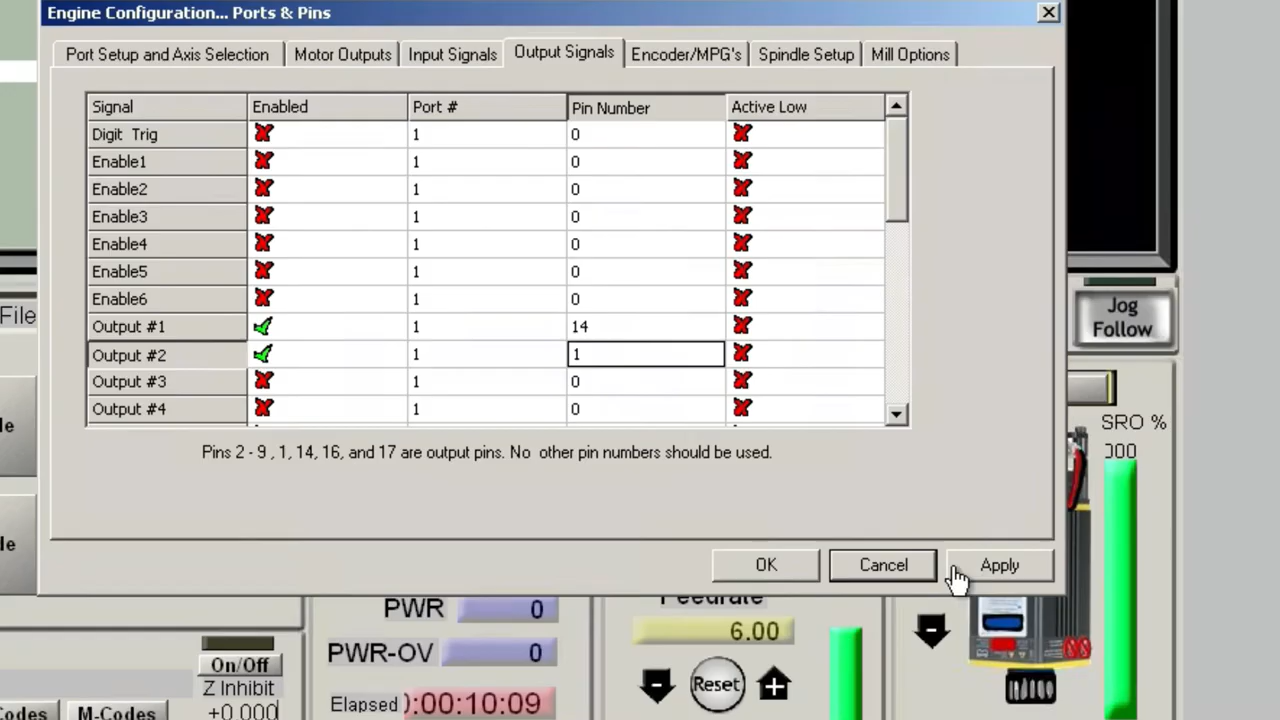 Engine Configuration... Ports & Pins
Port Setup and Axis Selection Motor Outputs Input Signals Output Signals Encoder/MPG's Spindle Setup Mill Options
Signal Enabled Port # Pin Number Active Low
Digit Trig 1 0
Enable1 1 0
Enable2 1 0
Enable3 1 0
Enable4 1 0
Enable5 1 0
Enable6 1 0
Output #1 1 14
Output #2 1 1
Output #3 1 0
Output #4 1 0
Pins 2 - 9 , 1, 14, 16, and 17 are output pins. No other pin numbers should be used.
OK Cancel Apply
File
Jog
Follow
le
SRO %
le
Feedrate
PWR 0
6.00
PWR-OV 0
On/Off
Z Inhibit
Reset
Elapsed ):00:10:09
+0.000
Codes M-Codes